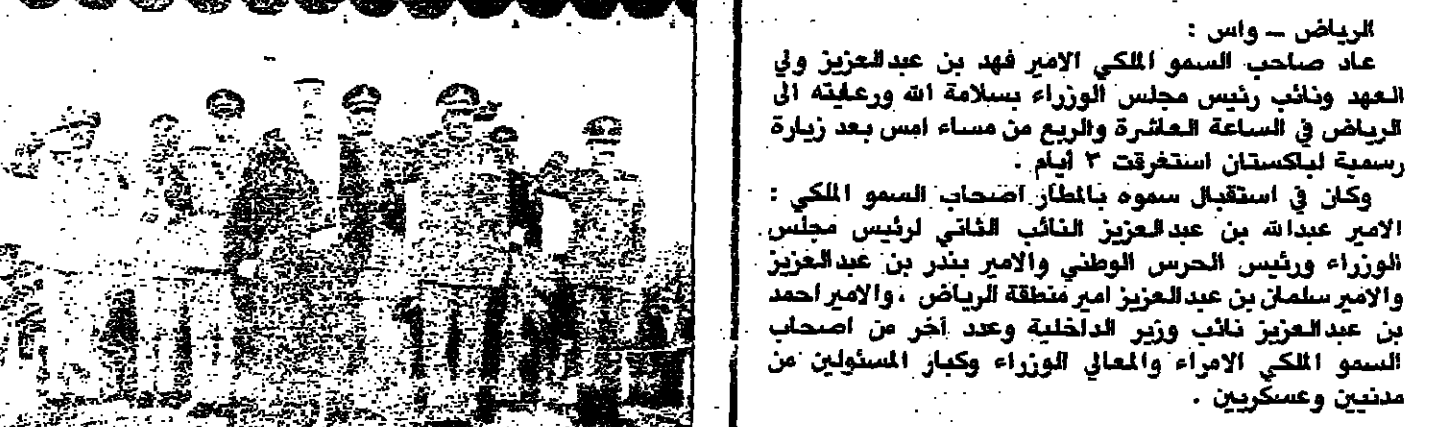 الرياض – واس :
عاد صاحب السمو الملكي الامير فهد بن عبدالعزيز ولي
العهد ونائب رئيس مجلس الوزراء بسلامة الله ورعايته الى
الرياض في الساعة العاشرة والربع من مساء امس بعد زيارة
رسمية لباكستان استغرقت ٣ أيام .
وكان في استقبال سموه بالمطار اصحاب السمو الملكي :
الامير عبدالله بن عبدالعزيز النائب الثاني لرئيس مجلس
الوزراء ورئيس الحرس الوطني والامير بندر بن عبدالعزيز
والامير سلمان بن عبدالعزيز امير منطقة الرياض ، والامير احمد
بن عبدالعزيز نائب وزير الداخلية وعدد آخر من اصحاب
السمو الملكي الامراء والمعالي الوزراء وكبار المسئولين من
مدنيين وعسكريين .